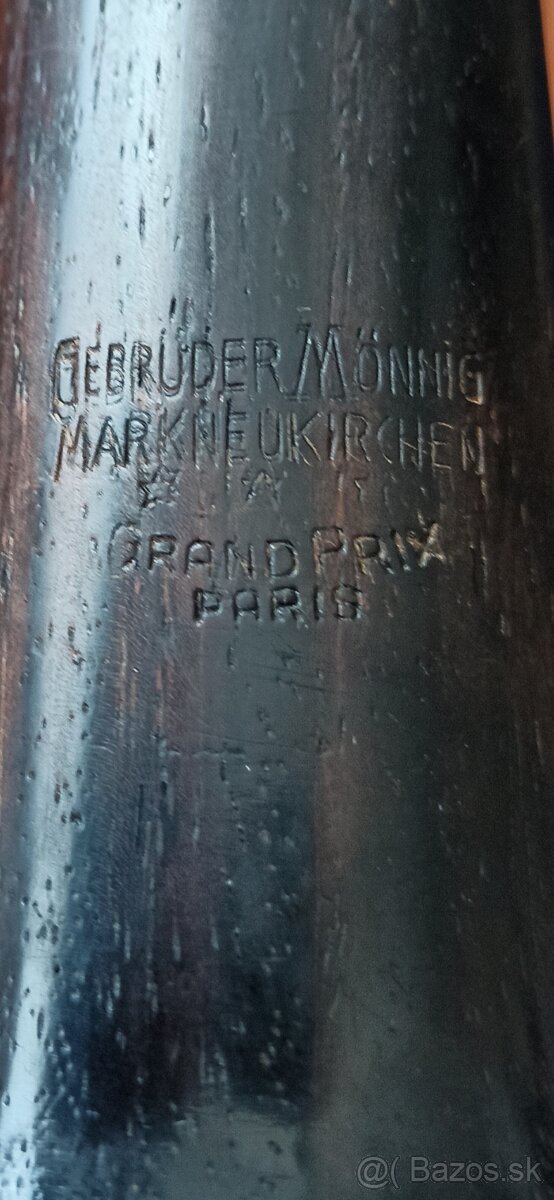 GEBRÜDER MÖNNIG
MARKNEUKIRCHEN
GRAND PRIX
PARIS
@( Bazos.sk